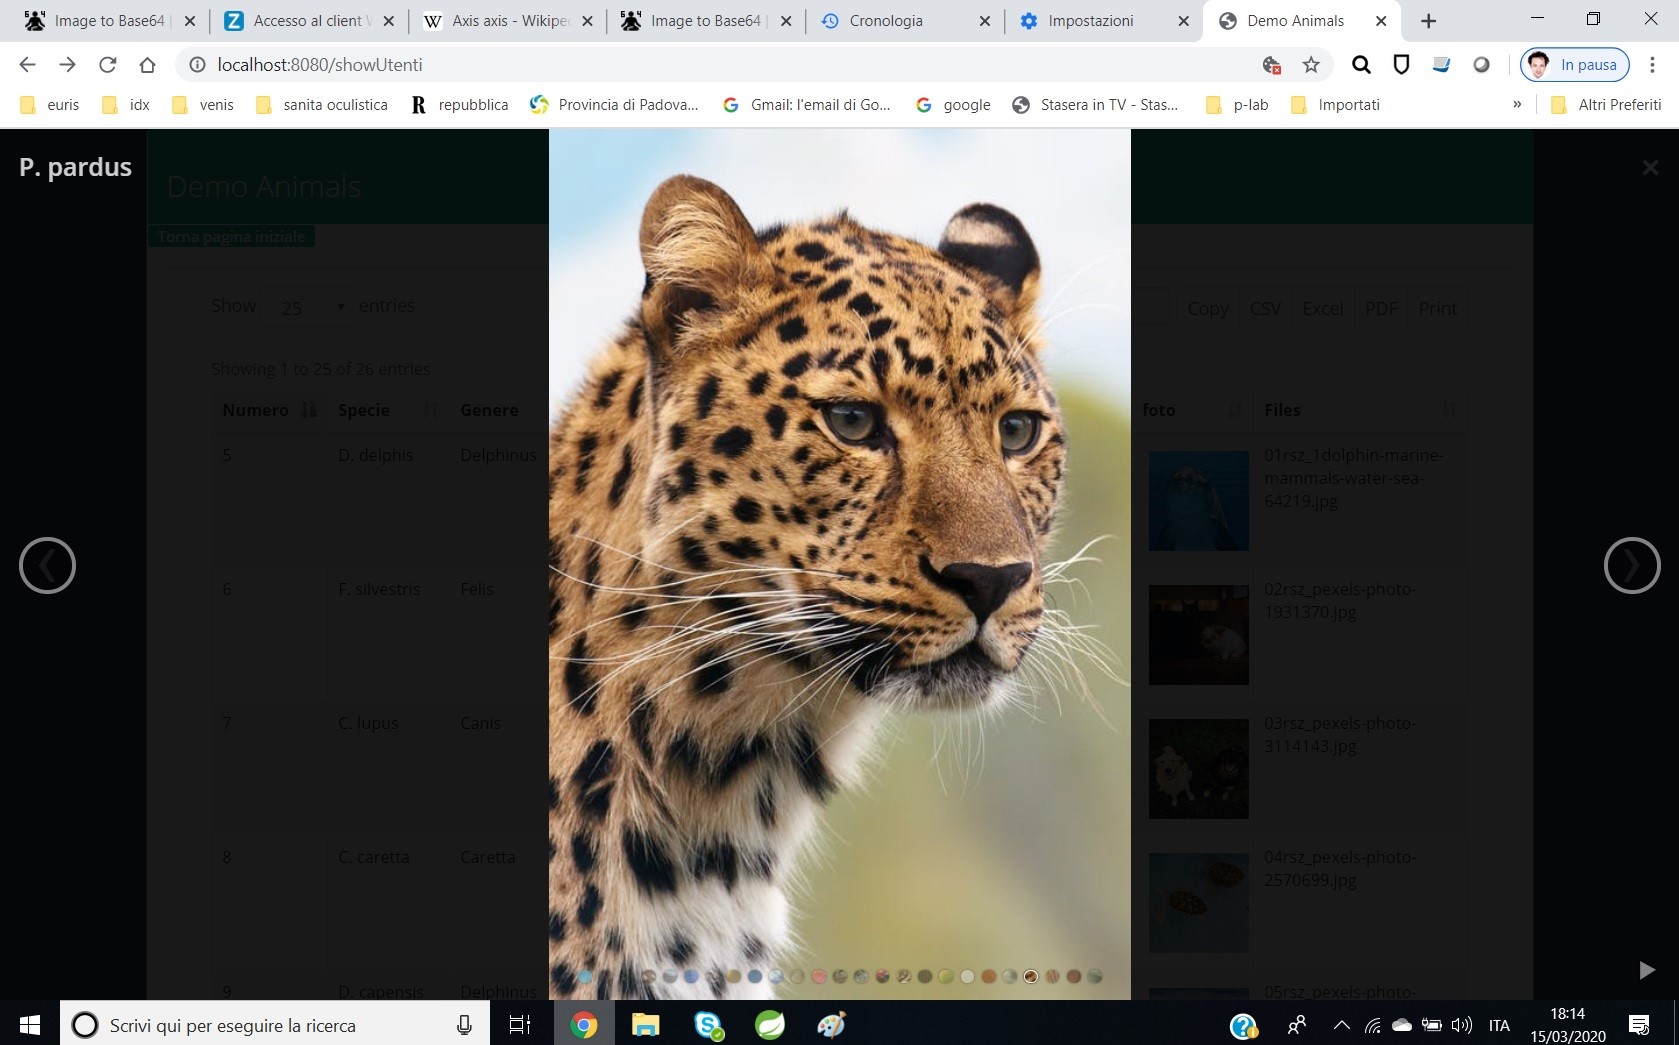 Image to Base64 |
Accesso al client
Axis axis - Wikipe
Image to Base64 |
Cronologia
Impostazioni
Demo Animals
localhost:8080/showUtenti
In pausa
euris
idx
venis
sanita oculistica
repubblica
Provincia di Padova...
Gmail: l'email di Go...
google
Stasera in TV - Stas...
p-lab
Importati
»
Altri Preferiti
P. pardus
Demo Animals
Torna pagina iniziale
Show 25 entries
Copy CSV Excel PDF Print
Showing 1 to 25 of 26 entries
Numero Specie Genere foto Files
5 D. delphis Delphinus
01rsz_1dolphin-marine-
mammals-water-sea-
64219.jpg
6 F. silvestris Felis
02rsz_pexels-photo-
1931370.jpg
7 C. lupus Canis
03rsz_pexels-photo-
3114143.jpg
8 C. caretta Caretta
04rsz_pexels-photo-
2570699.jpg
9 D. capensis Delphinus
05rsz_pexels-photo-
Scrivi qui per eseguire la ricerca
ITA
18:14
15/03/2020